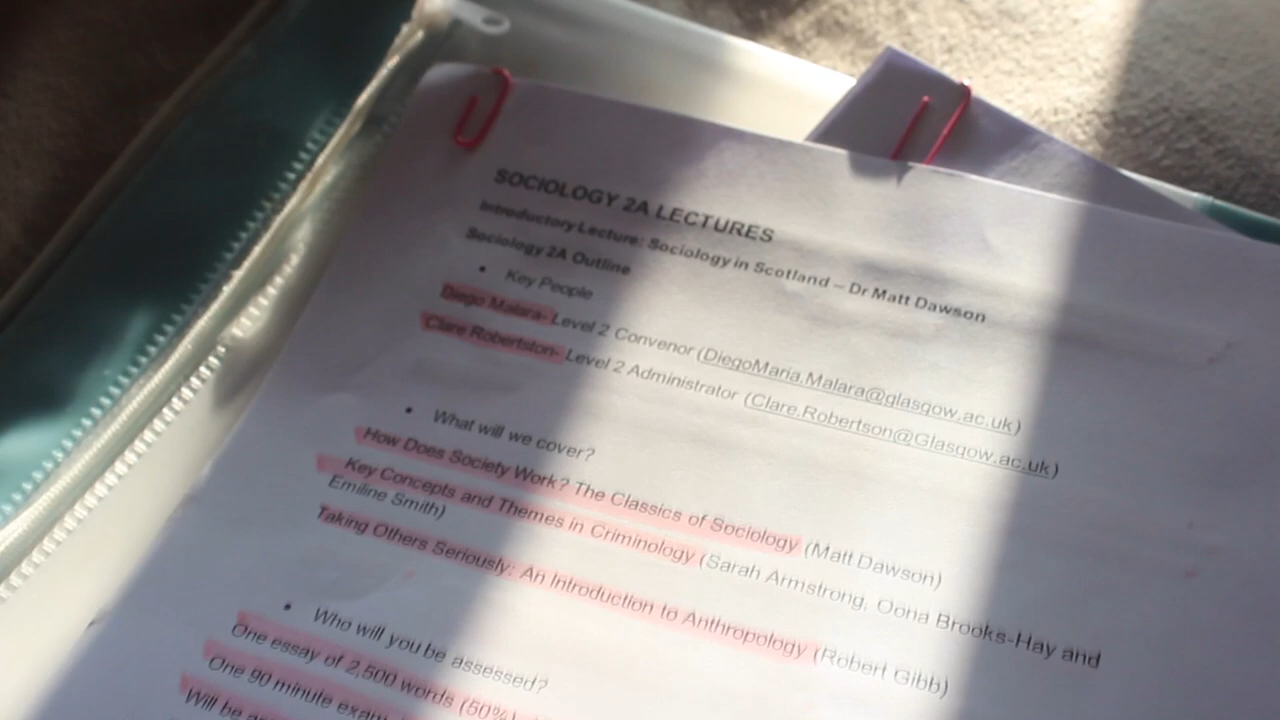 SOCIOLOGY 2A LECTURES
Introductory Lecture: Sociology in Scotland – Dr Matt Dawson
Sociology 2A Outline
• Key People
Diego Malara- Level 2 Convenor (DiegoMaria.Malara@glasgow.ac.uk)
Clare Robertston- Level 2 Administrator (Clare.Robertson@Glasgow.ac.uk)
• What will we cover?
How Does Society Work? The Classics of Sociology (Matt Dawson)
Key Concepts and Themes in Criminology (Sarah Armstrong, Oona Brooks-Hay and
Emiline Smith)
Taking Others Seriously: An Introduction to Anthropology (Robert Gibb)
• Who will you be assessed?
One essay of 2,500 words (50%)
One 90 minute exam
Will be